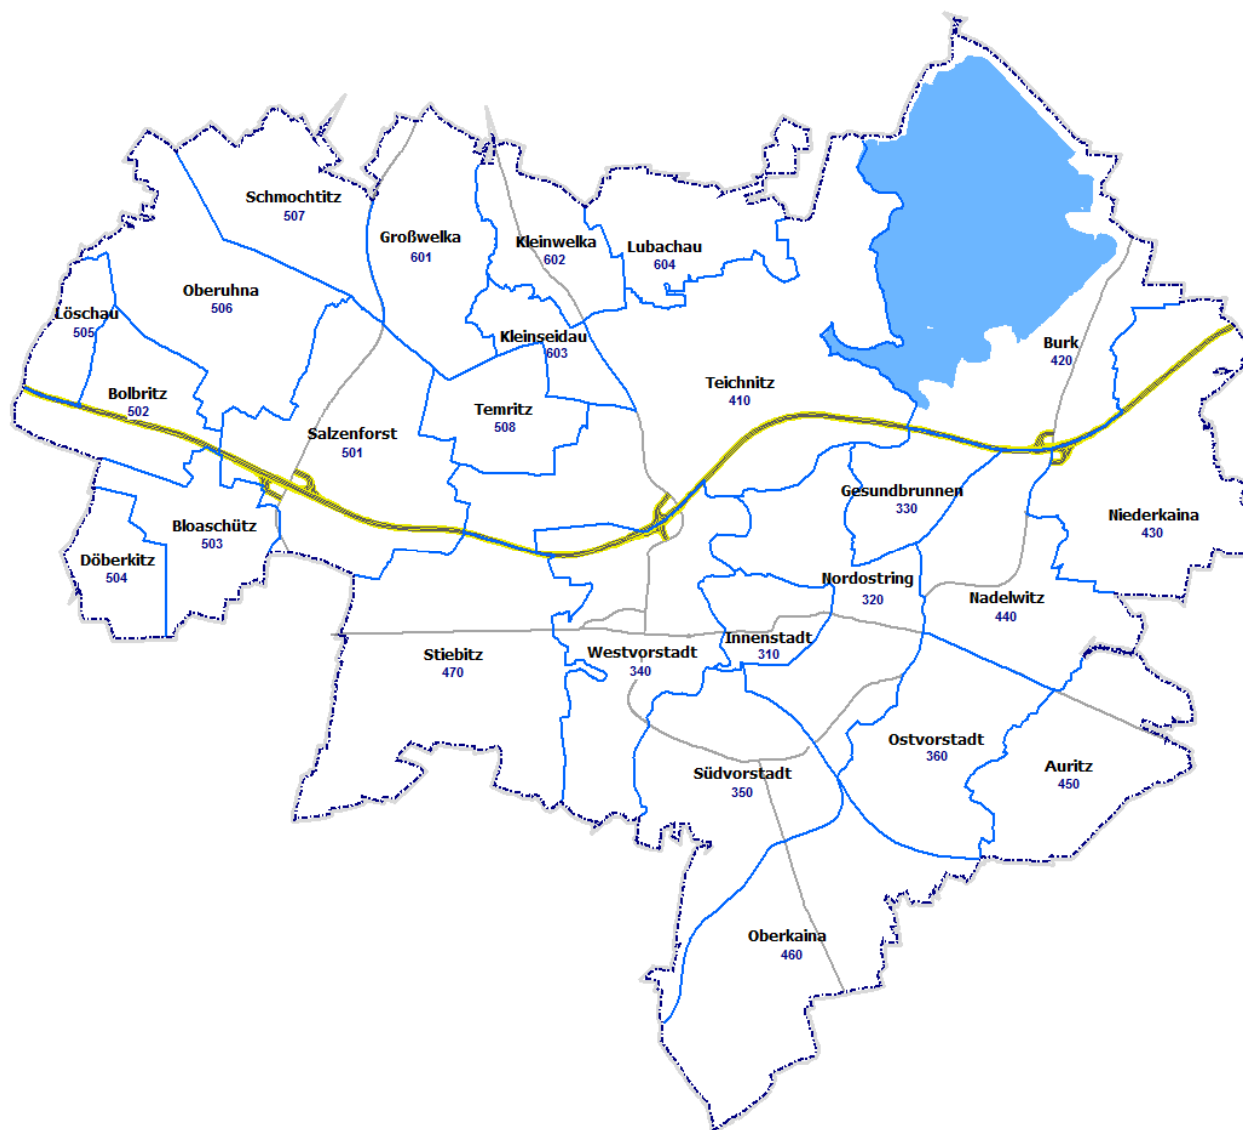 Schmochtitz
507
Großwelka
601
Kleinwelka
602
Lubachau
604
Oberuhna
506
Löschau
505
Kleinseidau
603
Burk
420
Bolbritz
502
Teichnitz
410
Temritz
508
Salzenforst
501
Gesundbrunnen
330
Niederkaina
430
Bloaschütz
503
Döberkitz
504
Nordostring
320
Nadelwitz
440
Innenstadt
310
Westvorstadt
340
Stiebitz
470
Ostvorstadt
360
Auritz
450
Südvorstadt
350
Oberkaina
460